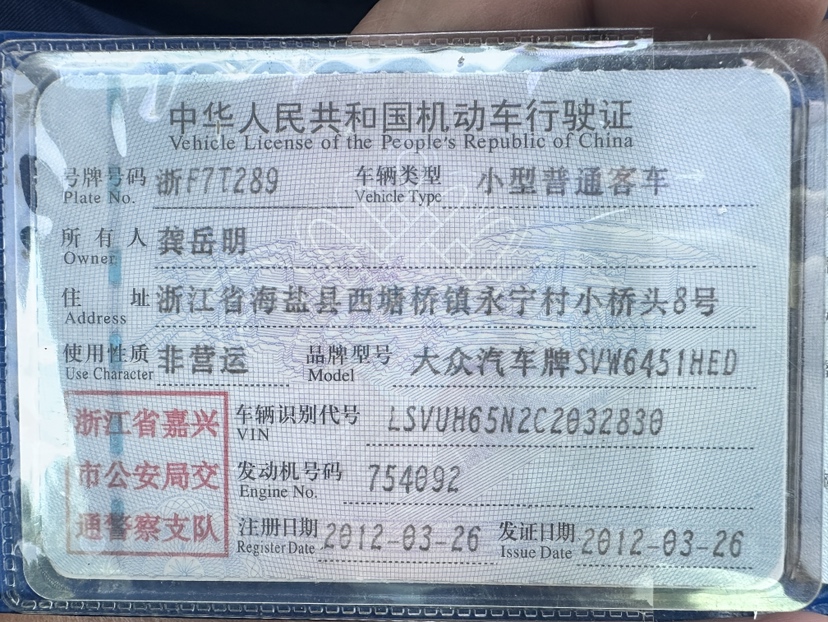 中华人民共和国机动车行驶证
Vehicle License of the People's Republic of China
号牌号码 浙F7T289 车辆类型 小型普通客车
Plate No. Vehicle Type
所有人 龚岳明
Owner
住址 浙江省海盐县西塘桥镇永宁村小桥头8号
Address
使用性质 非营运 品牌型号 大众汽车牌SVW6451HED
Use Character Model
浙江省嘉兴
市公安局交
通警察支队
车辆识别代号 LSVUH65N2C2032830
VIN
发动机号码 754092
Engine No.
注册日期 2012-03-26 发证日期 2012-03-26
Register Date Issue Date